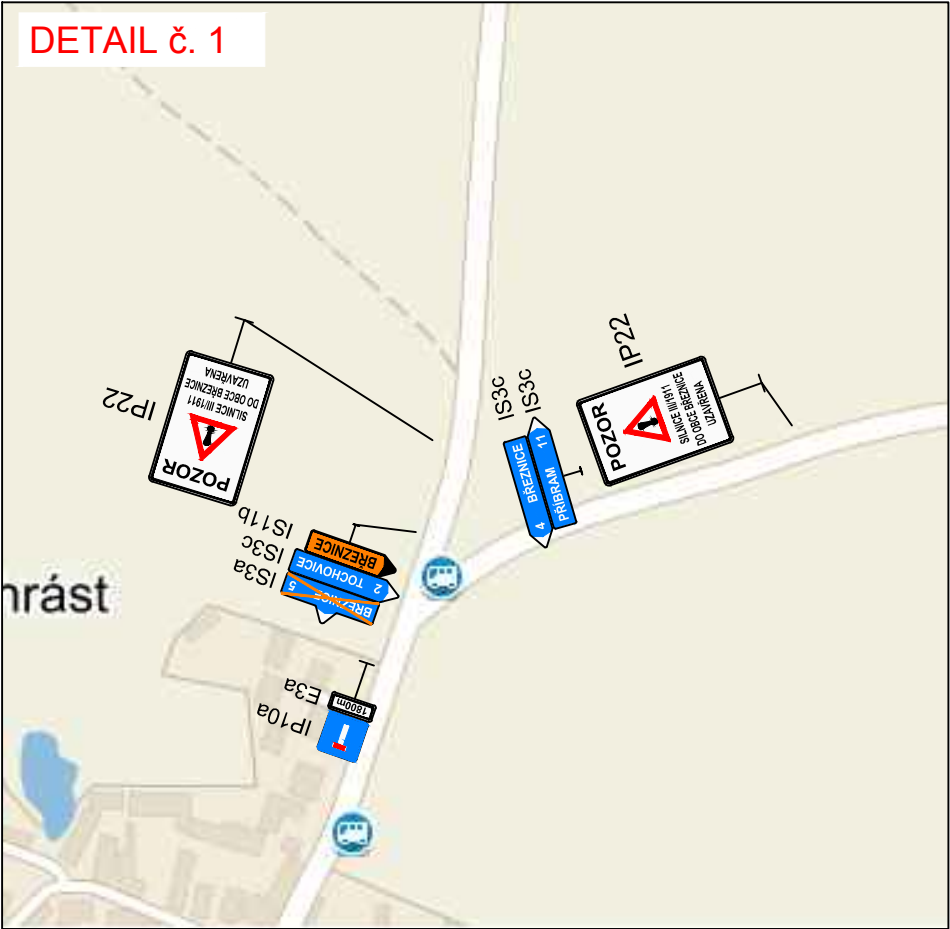 DETAIL č. 1
IP22
POZOR
SILNICE III/1911
DO OBCE BŘEZNICE
UZAVŘENA
IP22
POZOR
SILNICE III/1911
DO OBCE BŘEZNICE
UZAVŘENA
IS3c
IS3c
4 BŘEZNICE
PŘÍBRAM 11
IS11b
IS3c
IS3a
BŘEZNICE
TOCHOVICE 2
BŘEZNICE 5
hrást
E3a
IP10a
1800m